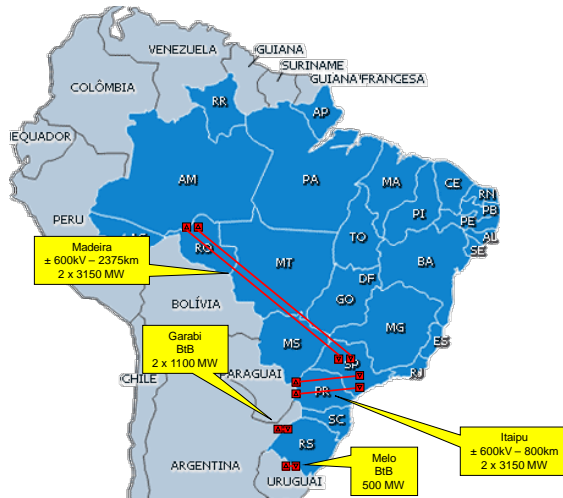 VENEZUELA
GUIANA
SURINAME
GUIANA FRANCESA
COLÔMBIA
RR
AP
EQUADOR
AM
PA
MA
CE
RN
PB
PI
PE
AL
SE
PERU
TO
BA
RO
MT
DF
GO
Madeira
± 600kV – 2375km
2 x 3150 MW
BOLÍVIA
MG
ES
MS
SP
RJ
Garabi
BtB
2 x 1100 MW
PARAGUAI
CHILE
PR
SC
RS
Itaipu
± 600kV – 800km
2 x 3150 MW
Melo
BtB
500 MW
ARGENTINA
URUGUAI